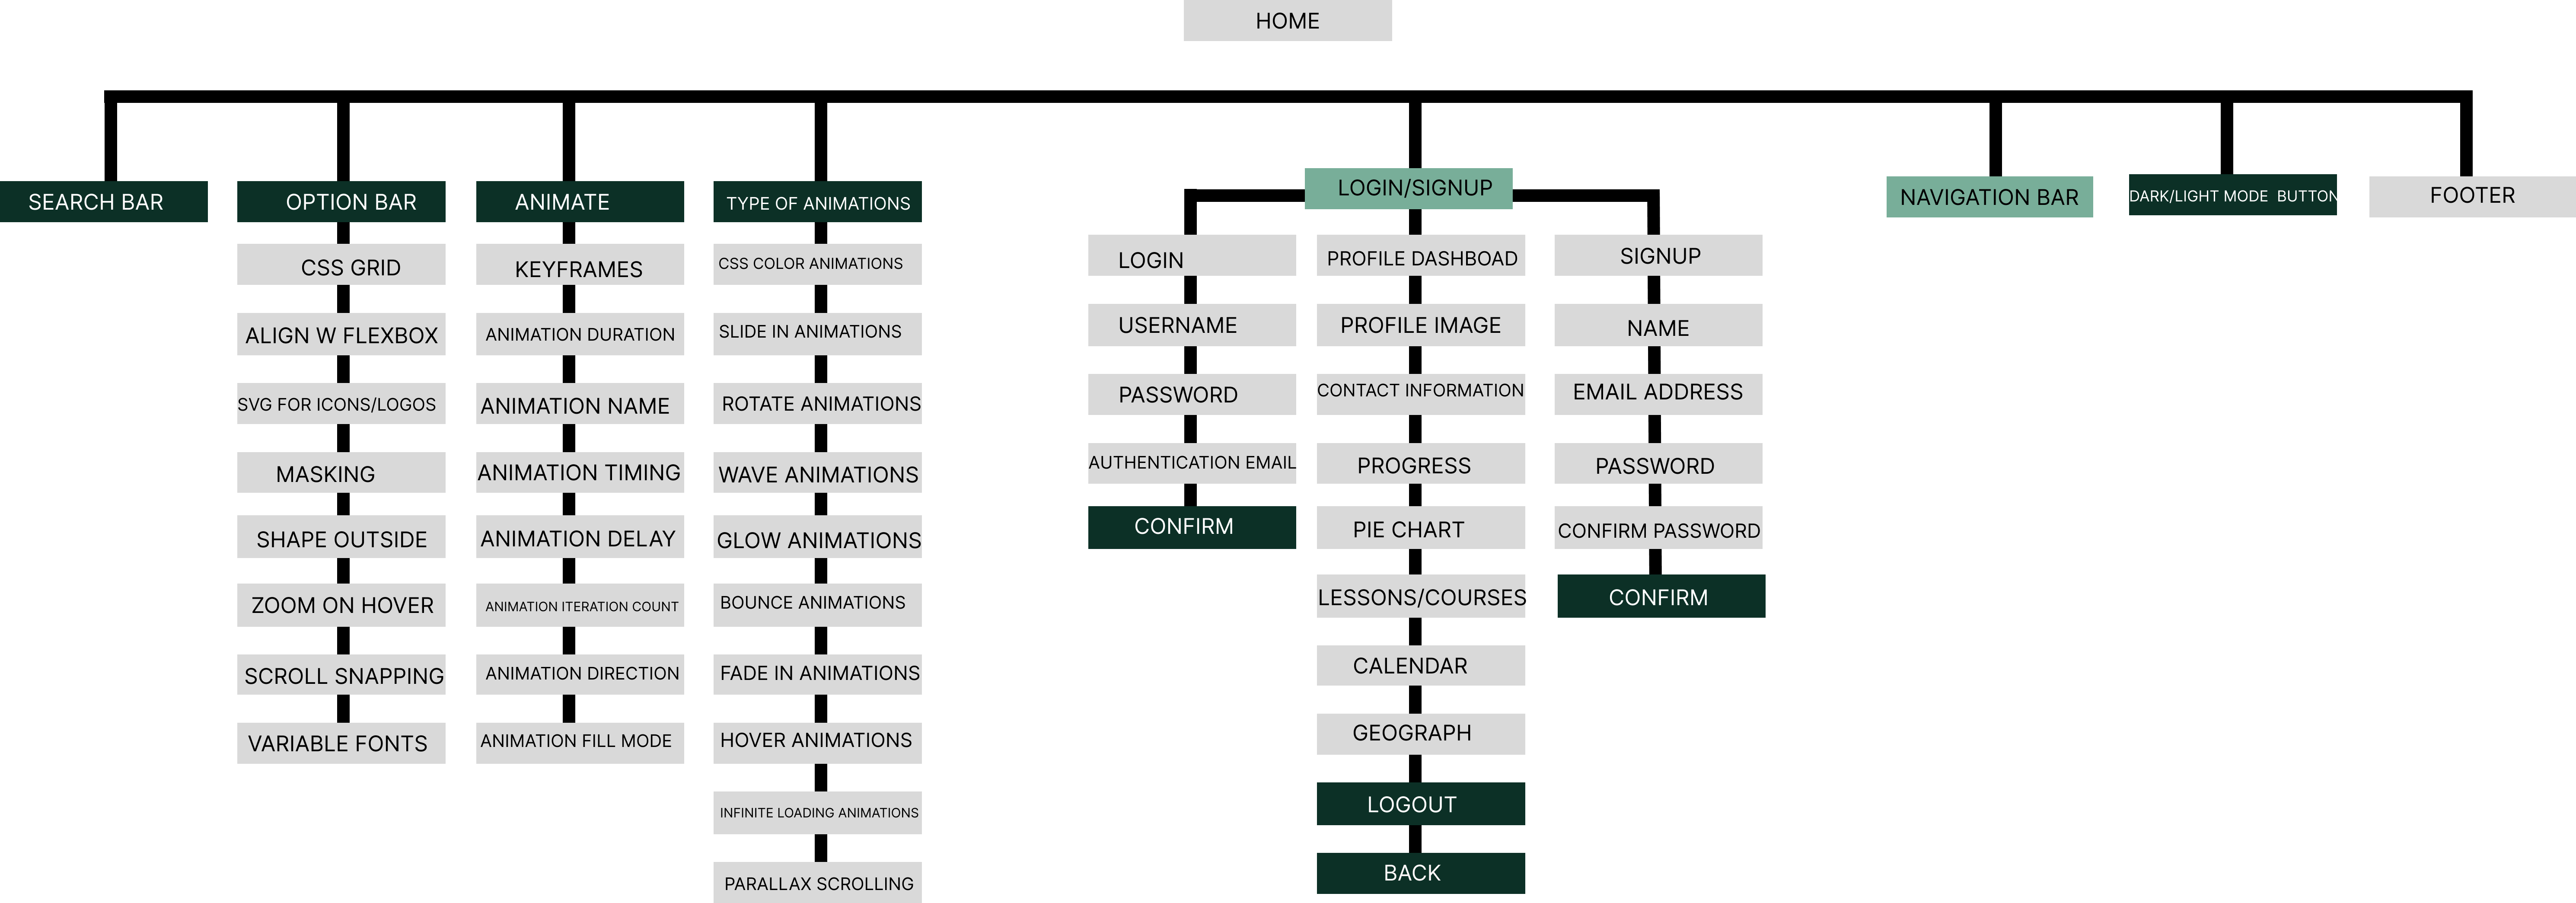 HOME
SEARCH BAR
OPTION BAR
CSS GRID
ALIGN W FLEXBOX
SVG FOR ICONS/LOGOS
MASKING
SHAPE OUTSIDE
ZOOM ON HOVER
SCROLL SNAPPING
VARIABLE FONTS
ANIMATE
KEYFRAMES
ANIMATION DURATION
ANIMATION NAME
ANIMATION TIMING
ANIMATION DELAY
ANIMATION ITERATION COUNT
ANIMATION DIRECTION
ANIMATION FILL MODE
TYPE OF ANIMATIONS
CSS COLOR ANIMATIONS
SLIDE IN ANIMATIONS
ROTATE ANIMATIONS
WAVE ANIMATIONS
GLOW ANIMATIONS
BOUNCE ANIMATIONS
FADE IN ANIMATIONS
HOVER ANIMATIONS
INFINITE LOADING ANIMATIONS
PARALLAX SCROLLING
LOGIN/SIGNUP
LOGIN
USERNAME
PASSWORD
AUTHENTICATION EMAIL
CONFIRM
PROFILE DASHBOAD
PROFILE IMAGE
CONTACT INFORMATION
PROGRESS
PIE CHART
LESSONS/COURSES
CALENDAR
GEOGRAPH
LOGOUT
BACK
SIGNUP
NAME
EMAIL ADDRESS
PASSWORD
CONFIRM PASSWORD
CONFIRM
NAVIGATION BAR
DARK/LIGHT MODE BUTTON
FOOTER